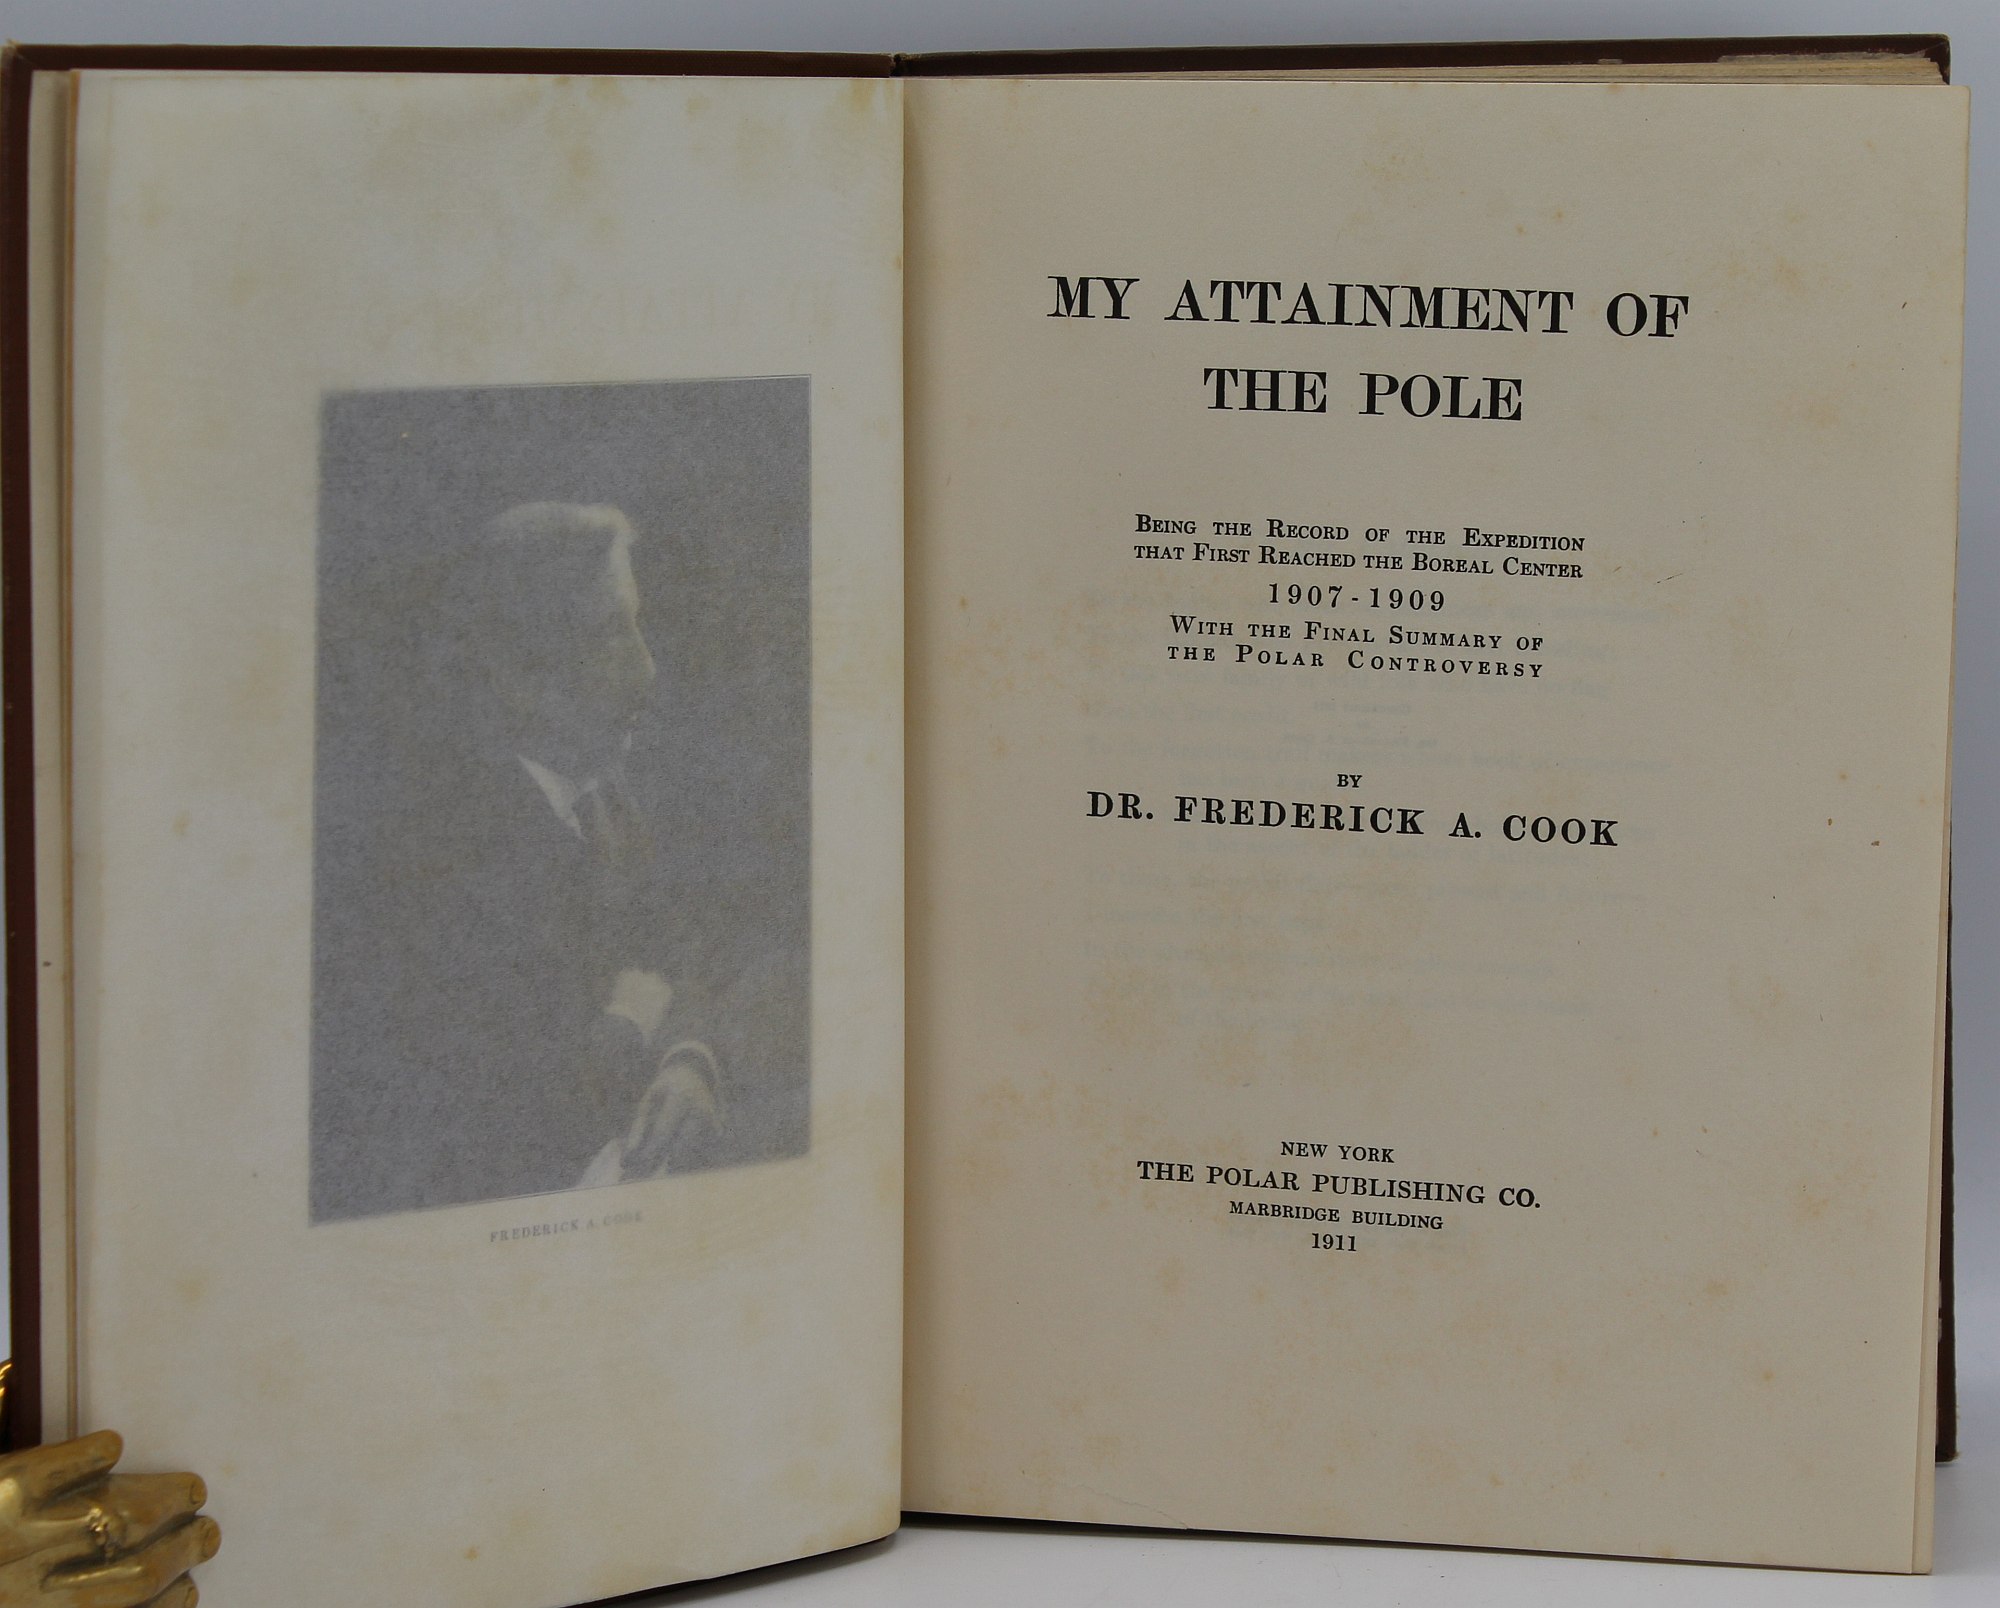 FREDERICK A. COOK
MY ATTAINMENT OF
THE POLE
BEING THE RECORD OF THE EXPEDITION
THAT FIRST REACHED THE BOREAL CENTER
1907-1909
WITH THE FINAL SUMMARY OF
THE POLAR CONTROVERSY
BY
DR. FREDERICK A. COOK
NEW YORK
THE POLAR PUBLISHING CO.
MARBRIDGE BUILDING
1911